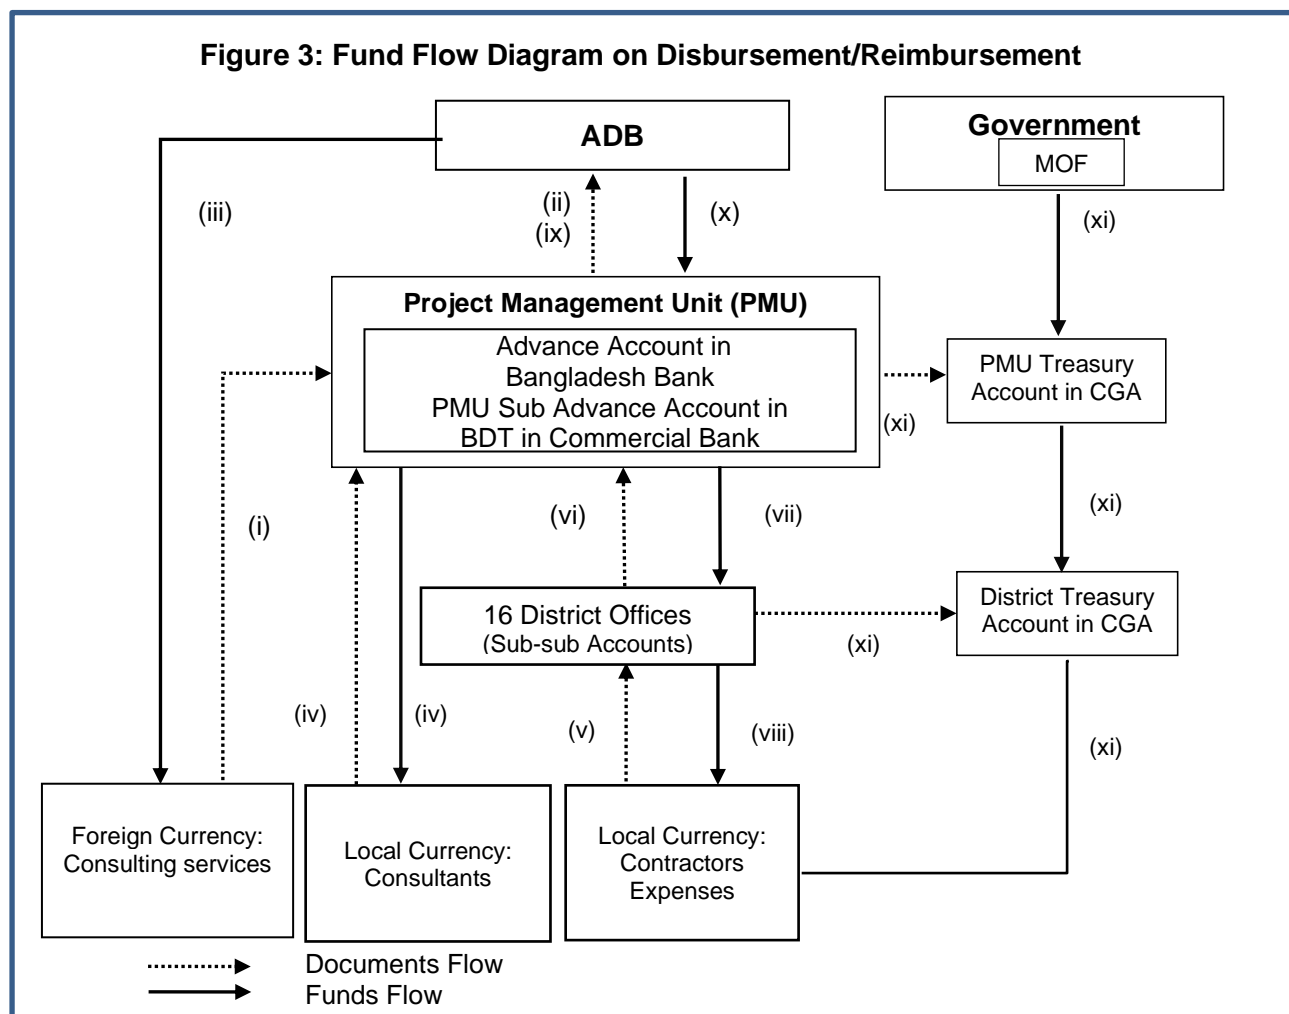 Figure 3: Fund Flow Diagram on Disbursement/Reimbursement
ADB
Government
MOF
(iii)
(ii)
(ix)
(x)
(xi)
Project Management Unit (PMU)
Advance Account in
Bangladesh Bank
PMU Sub Advance Account in
BDT in Commercial Bank
PMU Treasury
Account in CGA
(xi)
(i)
(vi)
(vii)
(xi)
16 District Offices
(Sub-sub Accounts)
(xi)
District Treasury
Account in CGA
(iv)
(iv)
(v)
(viii)
(xi)
Foreign Currency:
Consulting services
Local Currency:
Consultants
Local Currency:
Contractors
Expenses
Documents Flow
Funds Flow